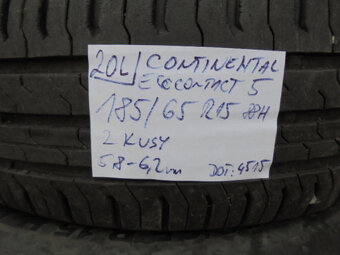 20L CONTINENTAL
ECOCONTACT 5
185/65 R15 88H
2 KUSY
5,8-6,2mm DOT: 4515